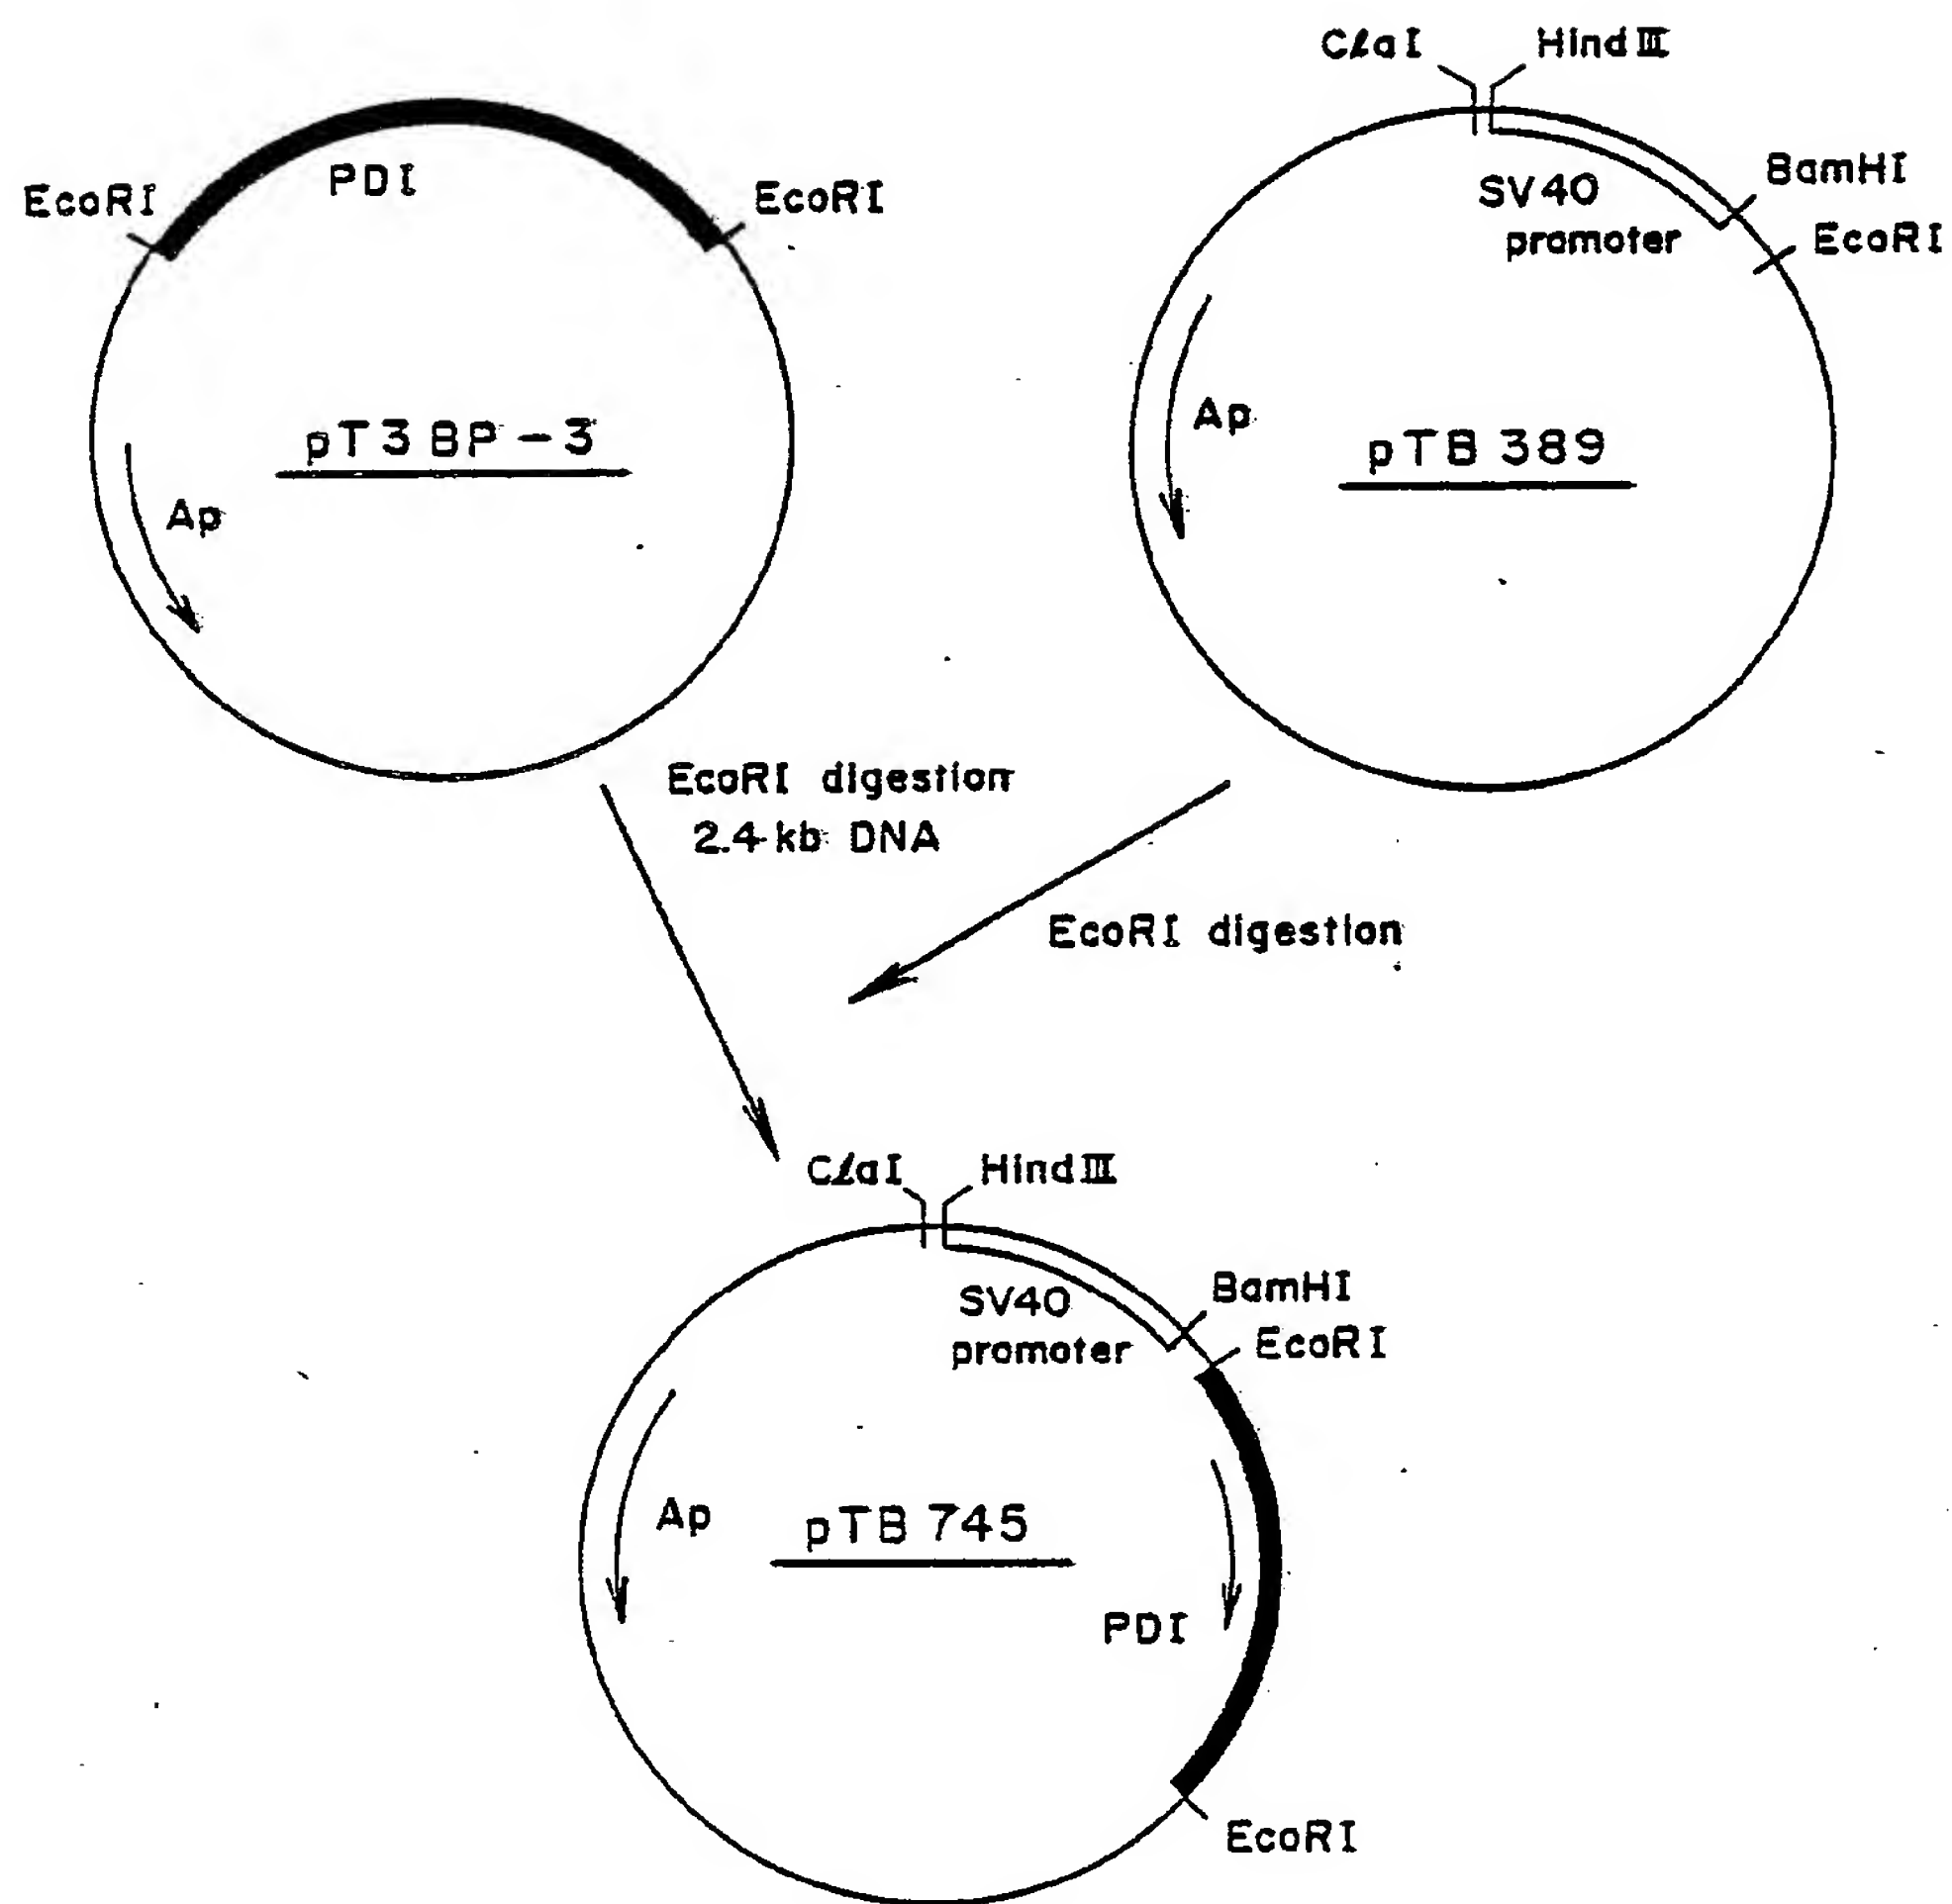 EcoRI
PDI
EcoRI
pT3BP-3
Ap
ClaI
HindIII
SV40
promoter
BamHI
EcoRI
Ap
pTB389
EcoRI digestion
2.4 kb DNA
EcoRI digestion
ClaI
HindIII
SV40
promoter
BamHI
EcoRI
Ap
pTB745
PDI
EcoRI